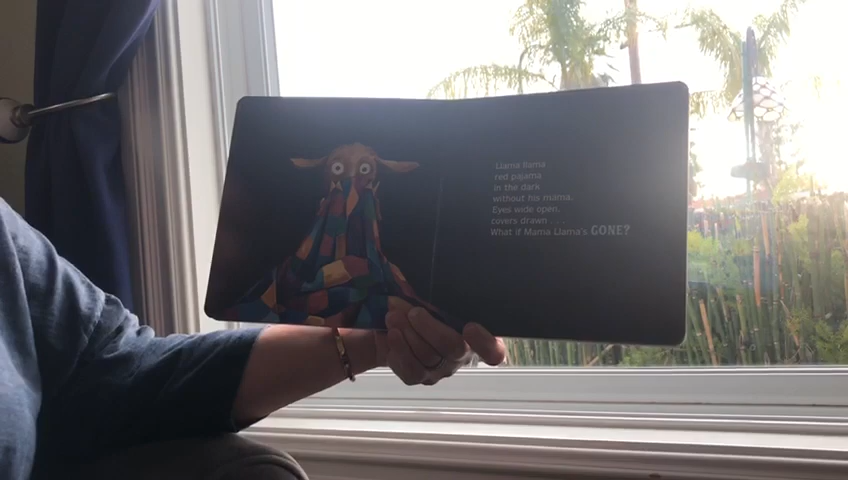 Llama llama
red pajama
in the dark
without his mama.
Eyes wide open,
covers drawn . . .
What if Mama Llama's GONE?